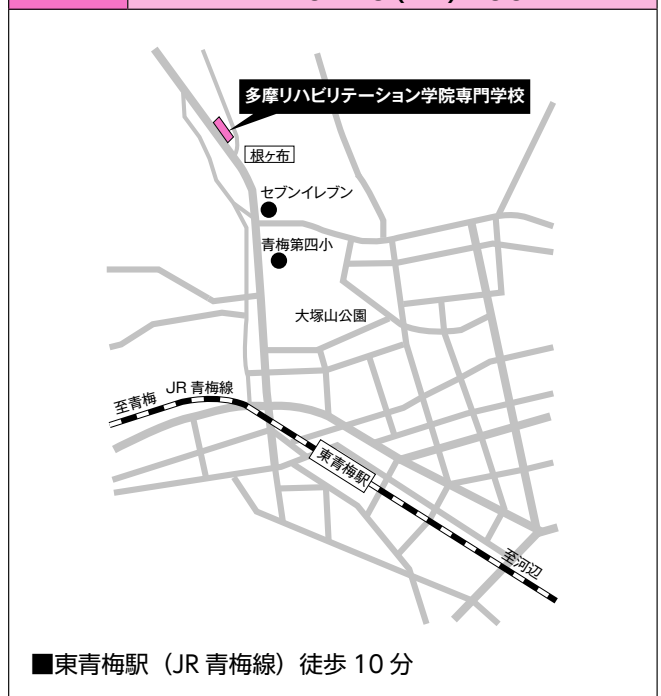 多摩リハビリテーション学院専門学校
根ヶ布
セブンイレブン
青梅第四小
大塚山公園
JR 青梅線
至青梅
東青梅駅
至河辺
■東青梅駅（JR 青梅線）徒歩 10 分